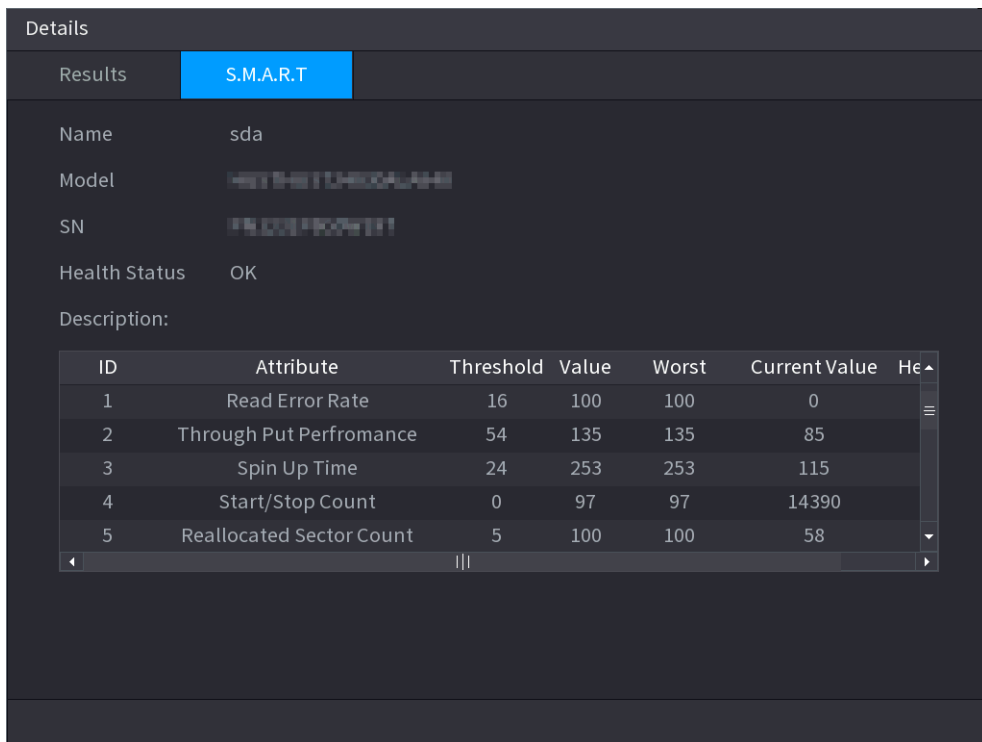 Details
Results S.M.A.R.T
Name sda
Model
SN
Health Status OK
Description:
ID Attribute Threshold Value Worst Current Value He
1 Read Error Rate 16 100 100 0
2 Through Put Perfromance 54 135 135 85
3 Spin Up Time 24 253 253 115
4 Start/Stop Count 0 97 97 14390
5 Reallocated Sector Count 5 100 100 58